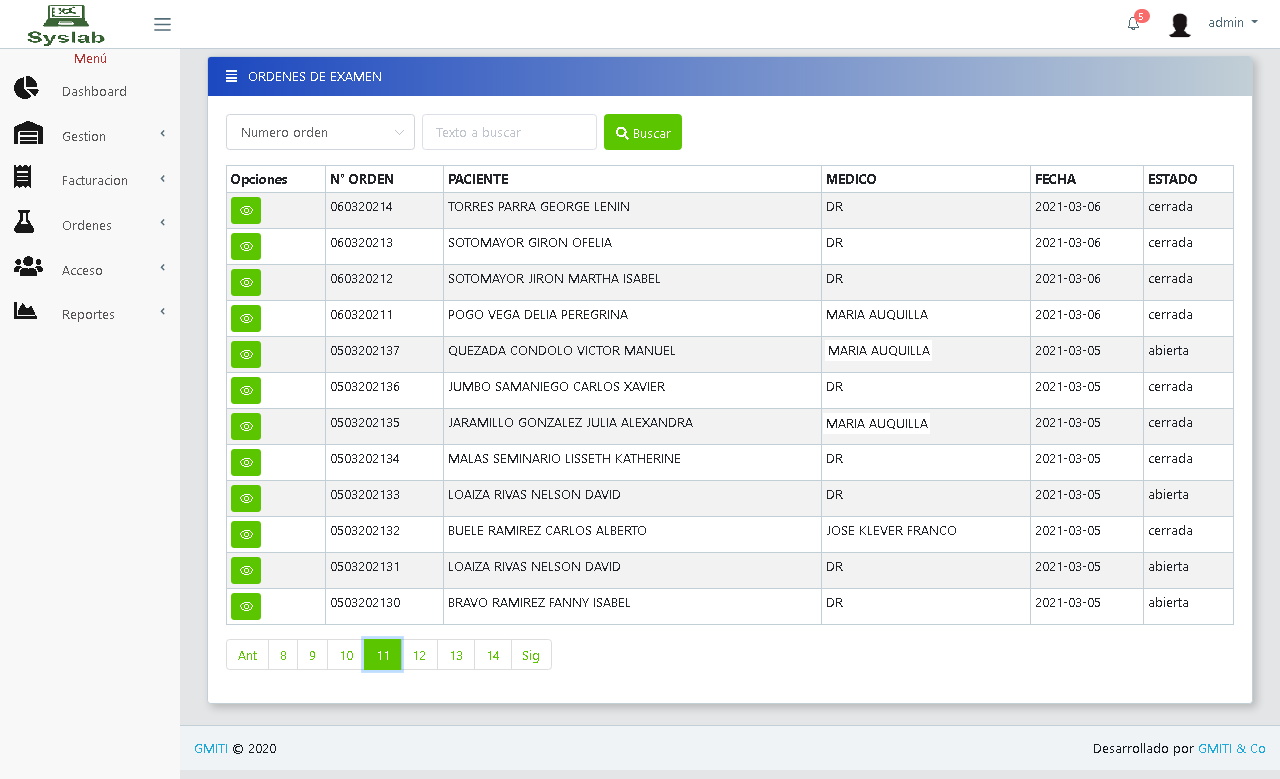 Syslab
5
admin
Menú
Dashboard
Gestion
Facturacion
Ordenes
Acceso
Reportes
ORDENES DE EXAMEN
Numero orden Texto a buscar Buscar
Opciones N° ORDEN PACIENTE MEDICO FECHA ESTADO
060320214 TORRES PARRA GEORGE LENIN DR 2021-03-06 cerrada
060320213 SOTOMAYOR GIRON OFELIA DR 2021-03-06 cerrada
060320212 SOTOMAYOR JIRON MARTHA ISABEL DR 2021-03-06 cerrada
060320211 POGO VEGA DELIA PEREGRINA MARIA AUQUILLA 2021-03-06 cerrada
0503202137 QUEZADA CONDOLO VICTOR MANUEL MARIA AUQUILLA 2021-03-05 abierta
0503202136 JUMBO SAMANIEGO CARLOS XAVIER DR 2021-03-05 cerrada
0503202135 JARAMILLO GONZALEZ JULIA ALEXANDRA MARIA AUQUILLA 2021-03-05 cerrada
0503202134 MALAS SEMINARIO LISSETH KATHERINE DR 2021-03-05 cerrada
0503202133 LOAIZA RIVAS NELSON DAVID DR 2021-03-05 abierta
0503202132 BUELE RAMIREZ CARLOS ALBERTO JOSE KLEVER FRANCO 2021-03-05 cerrada
0503202131 LOAIZA RIVAS NELSON DAVID DR 2021-03-05 abierta
0503202130 BRAVO RAMIREZ FANNY ISABEL DR 2021-03-05 abierta
Ant 8 9 10 11 12 13 14 Sig
GMITI © 2020 Desarrollado por GMITI & Co